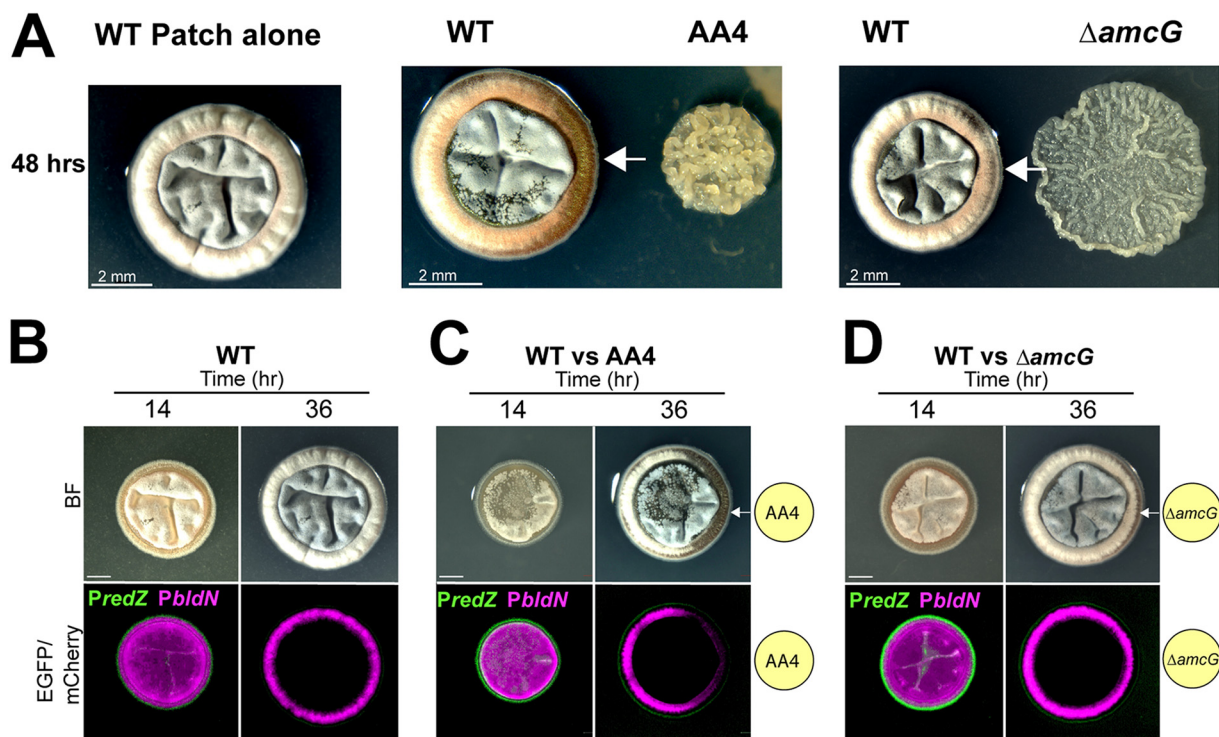 A
WT Patch alone
WT
AA4
WT
ΔamcG
48 hrs
2 mm
2 mm
2 mm
B
WT
Time (hr)
14
36
C
WT vs AA4
Time (hr)
14
36
D
WT vs ΔamcG
Time (hr)
14
36
BF
AA4
ΔamcG
EGFP/
mCherry
PredZ PbldN
PredZ PbldN
AA4
PredZ PbldN
ΔamcG